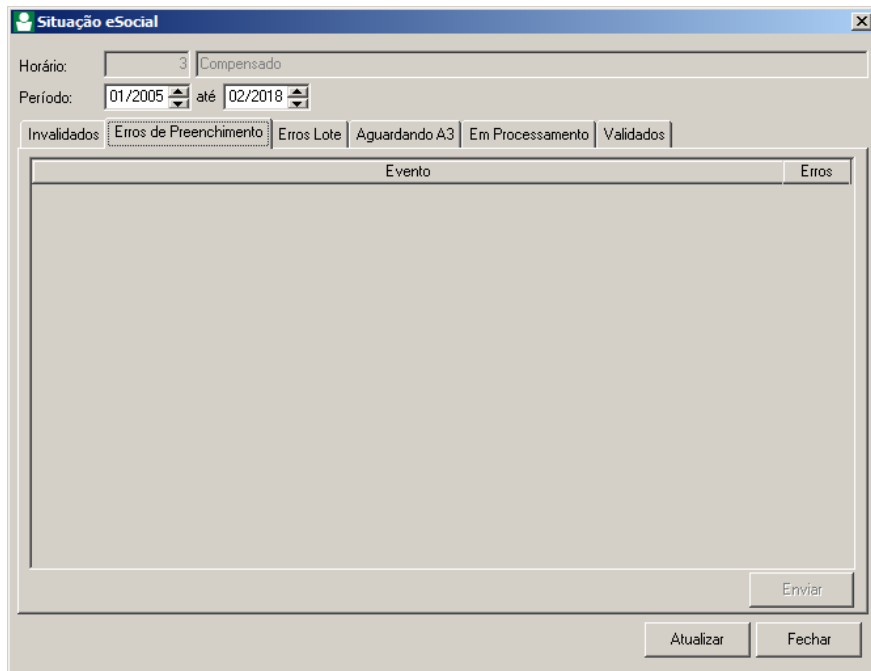 Situação eSocial
Horário: 3 Compensado
Período: 01/2005 até 02/2018
Invalidados Erros de Preenchimento Erros Lote Aguardando A3 Em Processamento Validados
Evento Erros
Enviar
Atualizar Fechar